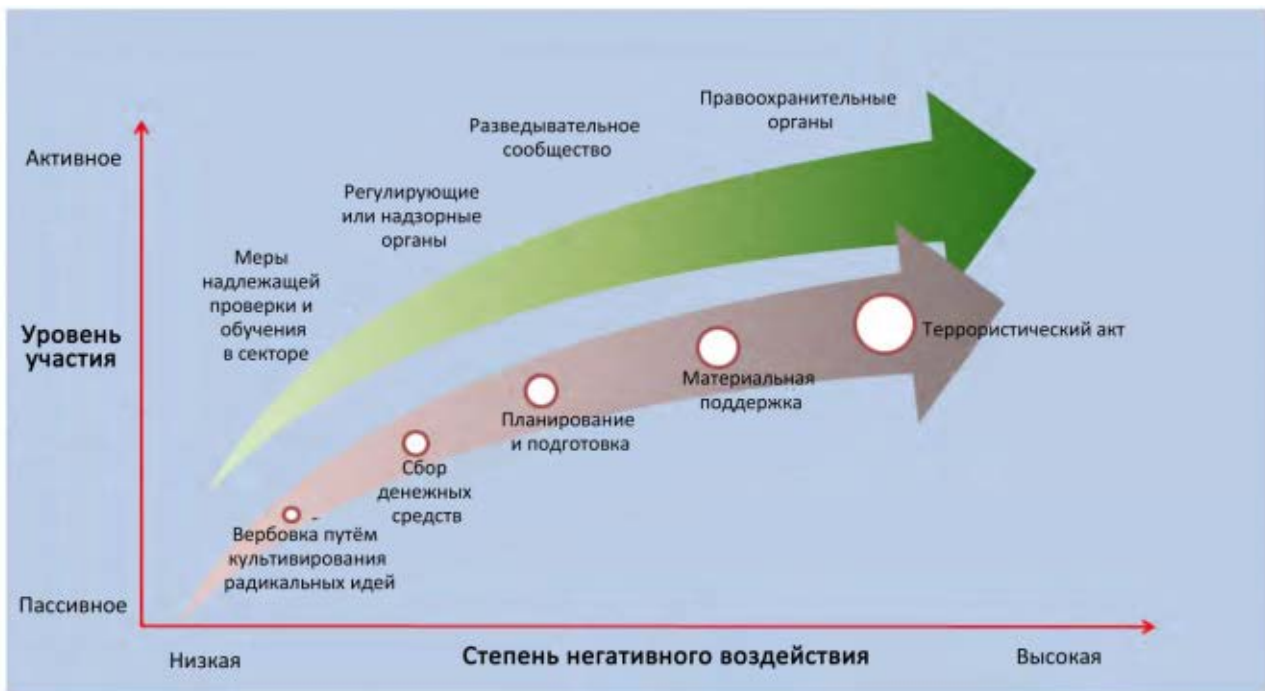 Правоохранительные
органы
Разведывательное
сообщество
Активное
Регулирующие
или надзорные
органы
Меры
надлежащей
проверки и
обучения
в секторе
Уровень
участия
Террористический акт
Материальная
поддержка
Планирование
и подготовка
Сбор
денежных
средств
Вербовка путём
культивирования
радикальных идей
Пассивное
Низкая
Степень негативного воздействия
Высокая